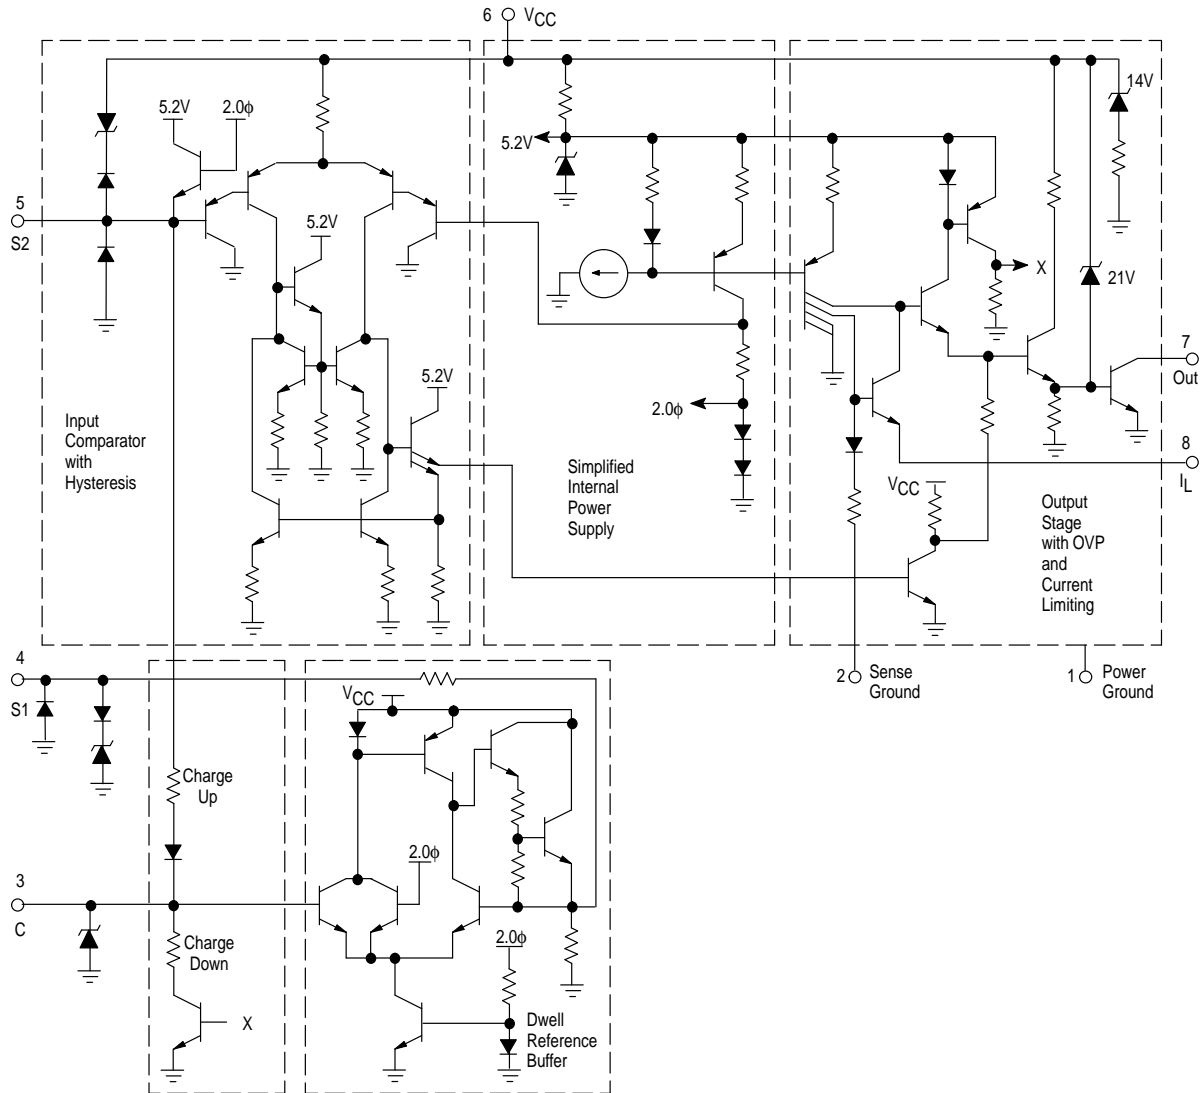 6 VCC
5.2V 2.0ϕ
14V
5.2V
5
S2
5.2V
X
21V
7
Out
5.2V
2.0ϕ
Input
Comparator
with
Hysteresis
Simplified
Internal
Power
Supply
8
IL
VCC
Output
Stage
with OVP
and
Current
Limiting
4
S1
2 Sense
Ground
1 Power
Ground
VCC
Charge
Up
2.0ϕ
3
C
Charge
Down
2.0ϕ
X
Dwell
Reference
Buffer